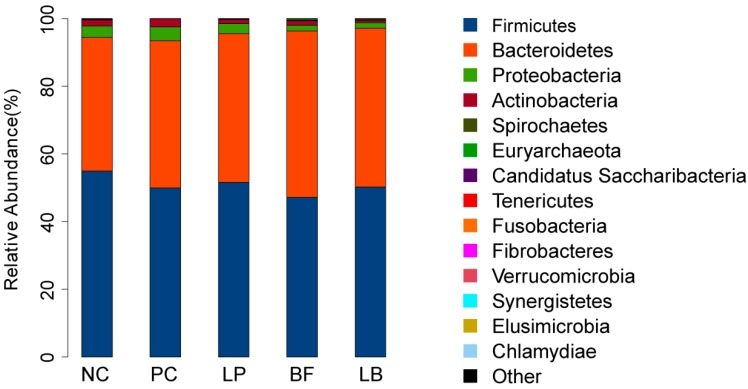 Relative Abundance(%)
100
80
60
40
20
0
NC PC LP BF LB
Firmicutes
Bacteroidetes
Proteobacteria
Actinobacteria
Spirochaetes
Euryarchaeota
Candidatus Saccharibacteria
Tenericutes
Fusobacteria
Fibrobacteres
Verrucomicrobia
Synergistetes
Elusimicrobia
Chlamydiae
Other